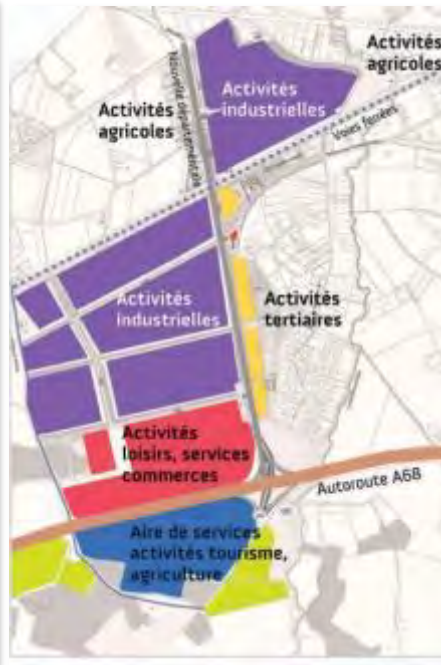 Activités
agricoles
Activités
industrielles
Activités
agricoles
Nouvelle départementale
Voies ferrées
Activités
industrielles
Activités
tertiaires
Activités
loisirs, services
commerces
Autoroute A68
Aire de services
activités tourisme,
agriculture